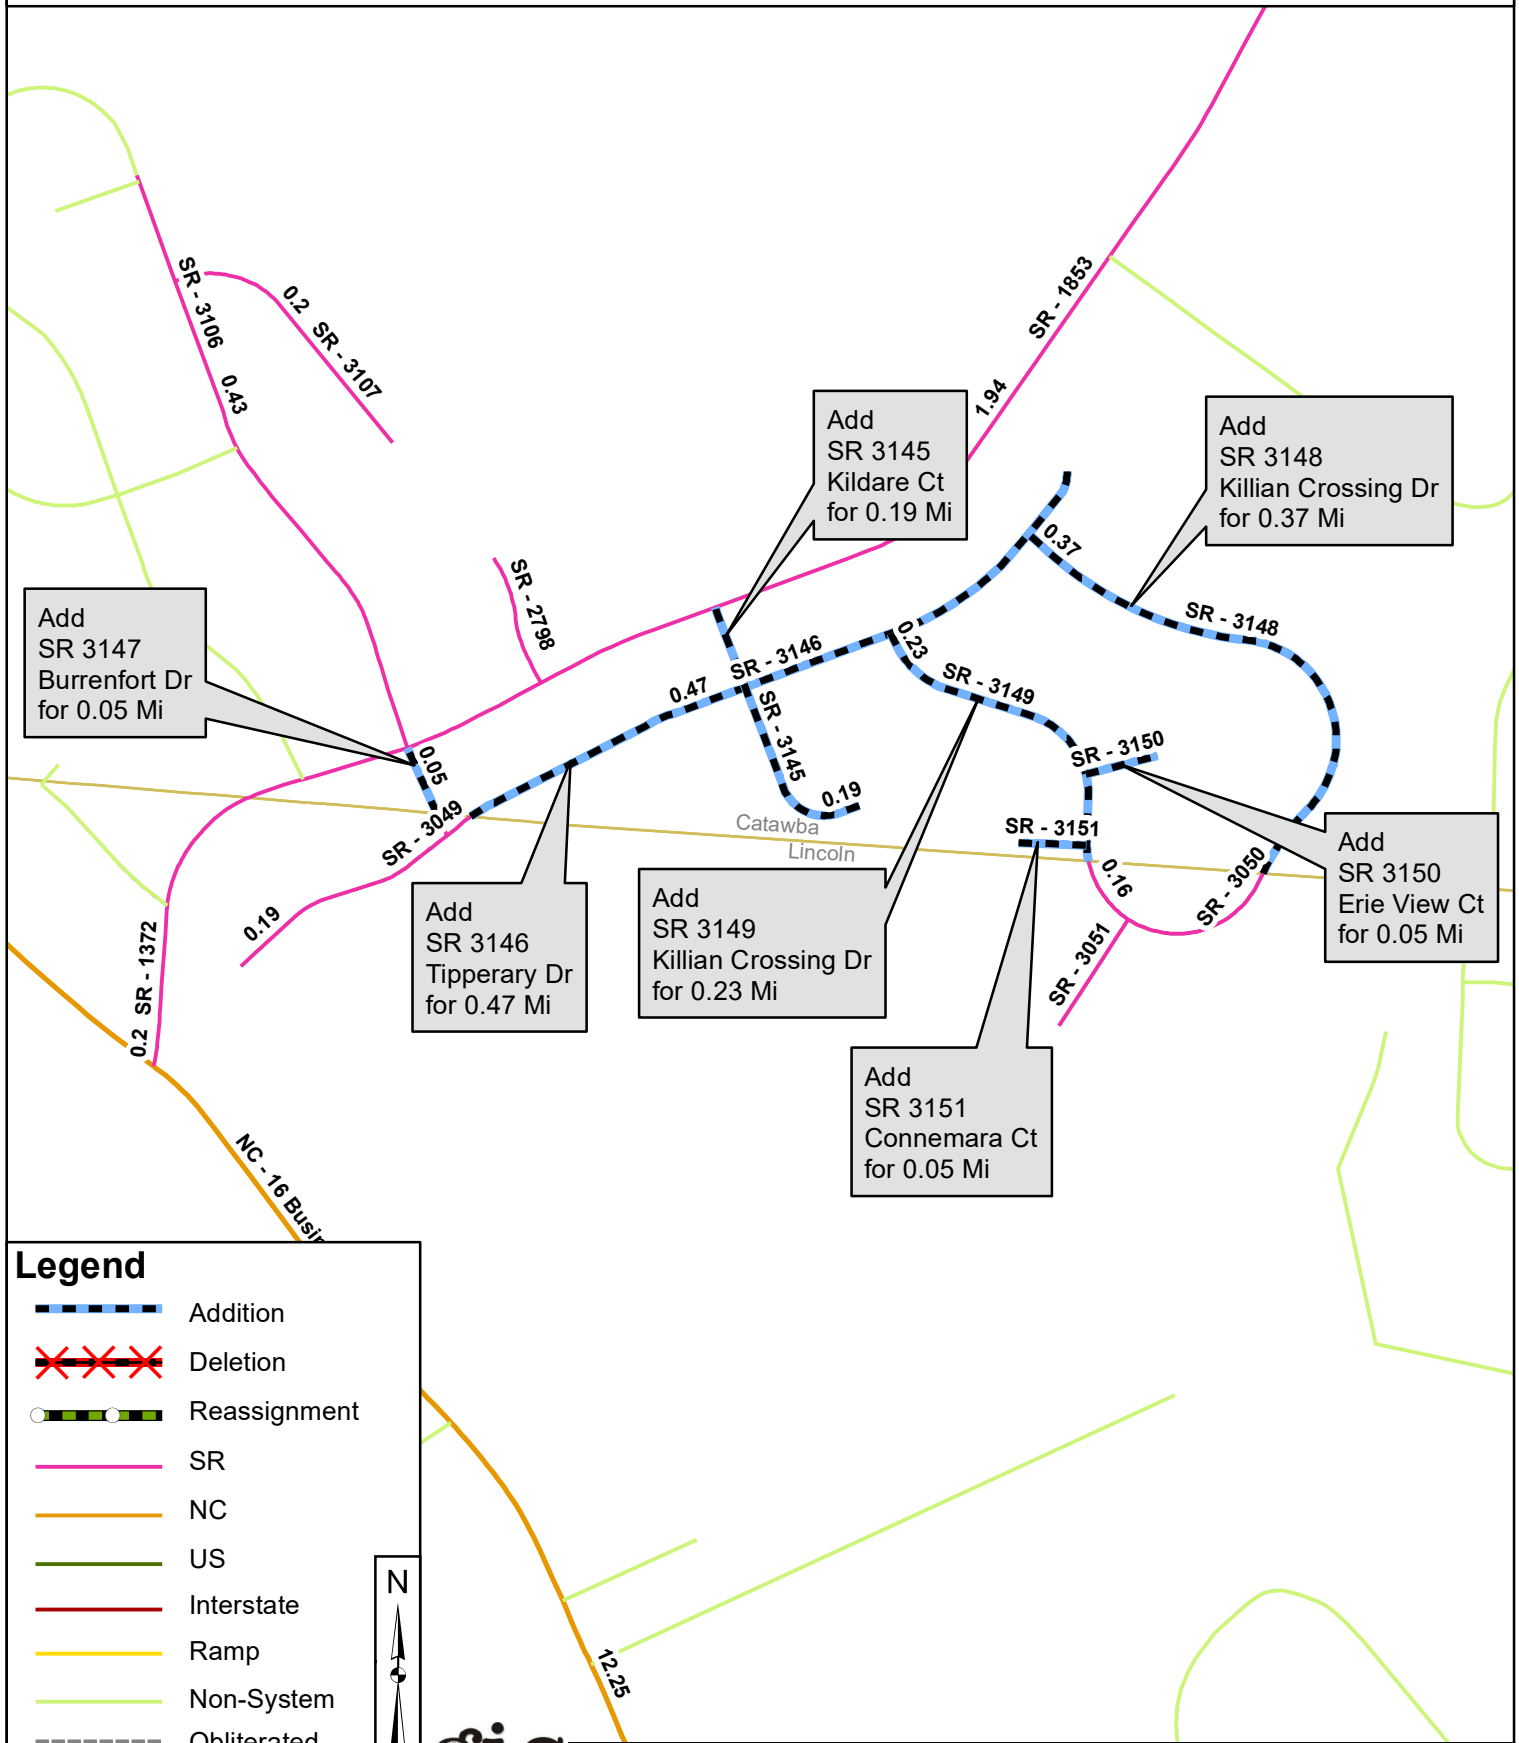 SR - 3106
0.43
0.2 SR - 3107
SR - 1853
1.94
Add
SR 3145
Kildare Ct
for 0.19 Mi
Add
SR 3148
Killian Crossing Dr
for 0.37 Mi
0.37
SR - 2798
Add
SR 3147
Burrenfort Dr
for 0.05 Mi
SR - 3148
SR - 3146
0.23
0.47
SR - 3149
SR - 3145
0.05
SR - 3150
0.19
SR - 3049
Catawba
Lincoln
SR - 3151
0.16
SR - 3050
Add
SR 3150
Erie View Ct
for 0.05 Mi
0.19
Add
SR 3146
Tipperary Dr
for 0.47 Mi
Add
SR 3149
Killian Crossing Dr
for 0.23 Mi
SR - 3051
0.2 SR - 1372
Add
SR 3151
Connemara Ct
for 0.05 Mi
NC - 16 Busin
Legend
Addition
Deletion
Reassignment
SR
NC
US
Interstate
Ramp
Non-System
Obliterated
N
12.25